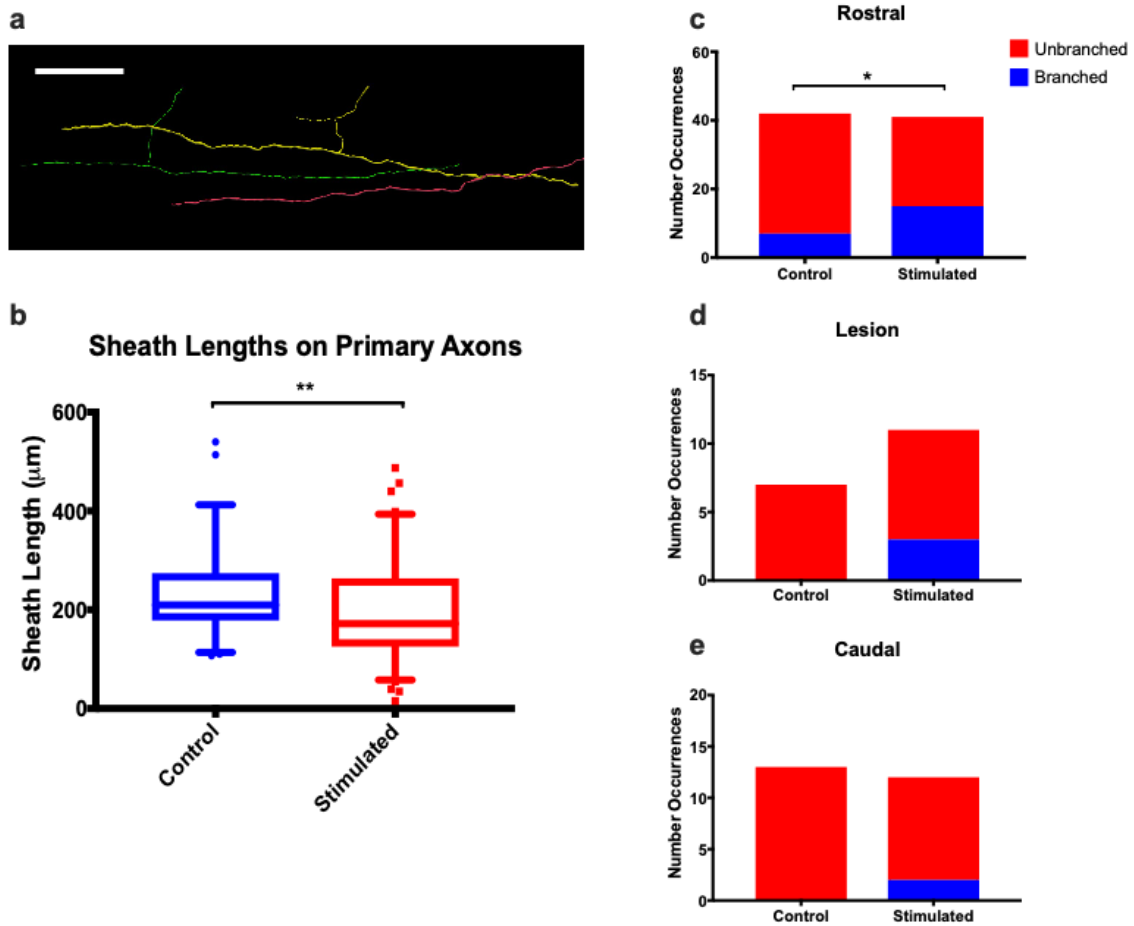 a
b
Sheath Lengths on Primary Axons
**
Sheath Length (μm)
600
400
200
0
Control
Stimulated
c
Rostral
Unbranched
Branched
*
Number Occurrences
60
40
20
0
Control
Stimulated
d
Lesion
Number Occurrences
15
10
5
0
Control
Stimulated
e
Caudal
Number Occurrences
20
15
10
5
0
Control
Stimulated